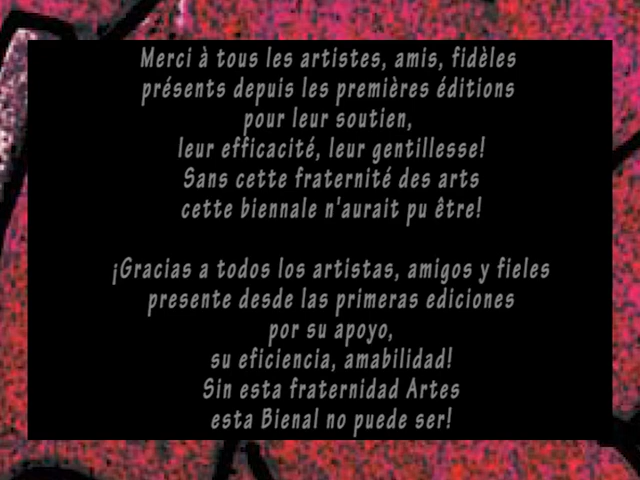 Merci à tous les artistes, amis, fidèles
présents depuis les premières éditions
pour leur soutien,
leur efficacité, leur gentillesse!
Sans cette fraternité des arts
cette biennale n'aurait pu être!
¡Gracias a todos los artistas, amigos y fieles
presente desde las primeras ediciones
por su apoyo,
su eficiencia, amabilidad!
Sin esta fraternidad Artes
esta Bienal no puede ser!